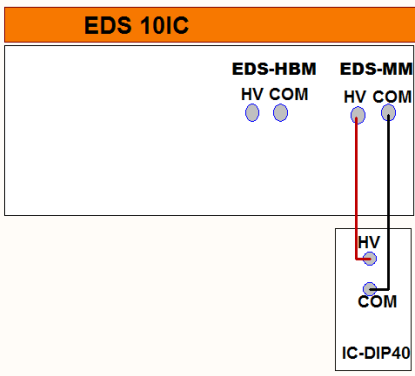 EDS 10IC
EDS-HBM EDS-MM
HV COM HV COM
HV
COM
IC-DIP40